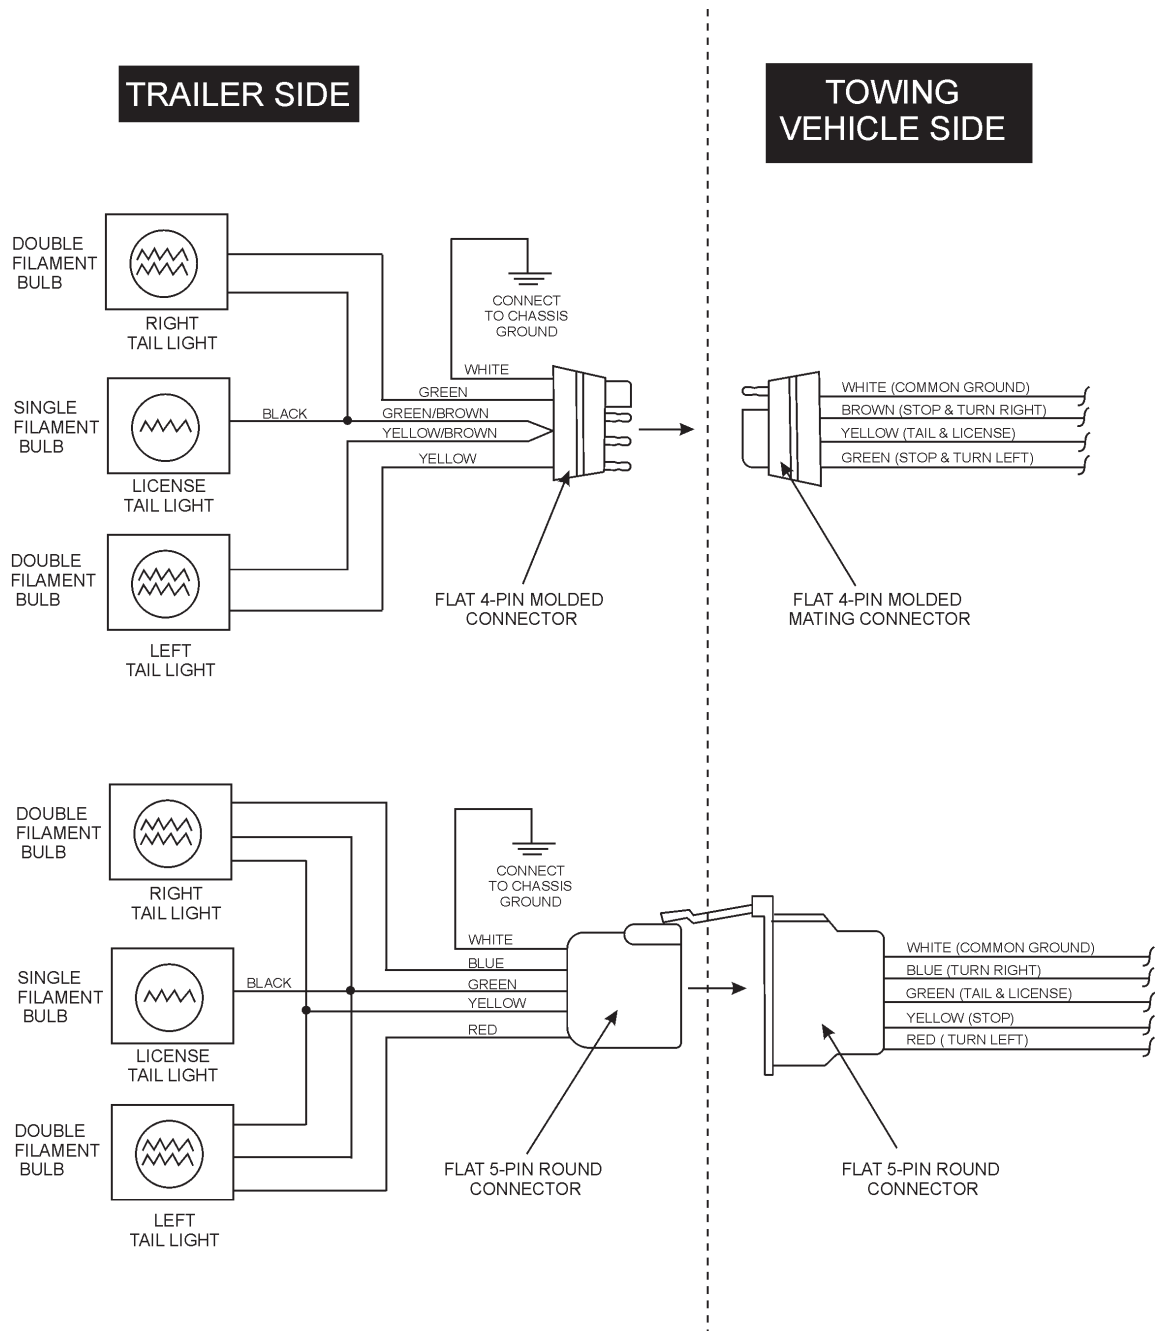 TRAILER SIDE
TOWING
VEHICLE SIDE
DOUBLE
FILAMENT
BULB
RIGHT
TAIL LIGHT
CONNECT
TO CHASSIS
GROUND
WHITE
GREEN
SINGLE
FILAMENT
BULB
BLACK
GREEN/BROWN
YELLOW/BROWN
YELLOW
LICENSE
TAIL LIGHT
WHITE (COMMON GROUND)
BROWN (STOP & TURN RIGHT)
YELLOW (TAIL & LICENSE)
GREEN (STOP & TURN LEFT)
DOUBLE
FILAMENT
BULB
LEFT
TAIL LIGHT
FLAT 4-PIN MOLDED
CONNECTOR
FLAT 4-PIN MOLDED
MATING CONNECTOR
DOUBLE
FILAMENT
BULB
RIGHT
TAIL LIGHT
CONNECT
TO CHASSIS
GROUND
WHITE
BLUE
SINGLE
FILAMENT
BULB
BLACK
GREEN
YELLOW
RED
LICENSE
TAIL LIGHT
WHITE (COMMON GROUND)
BLUE (TURN RIGHT)
GREEN (TAIL & LICENSE)
YELLOW (STOP)
RED ( TURN LEFT)
DOUBLE
FILAMENT
BULB
LEFT
TAIL LIGHT
FLAT 5-PIN ROUND
CONNECTOR
FLAT 5-PIN ROUND
CONNECTOR